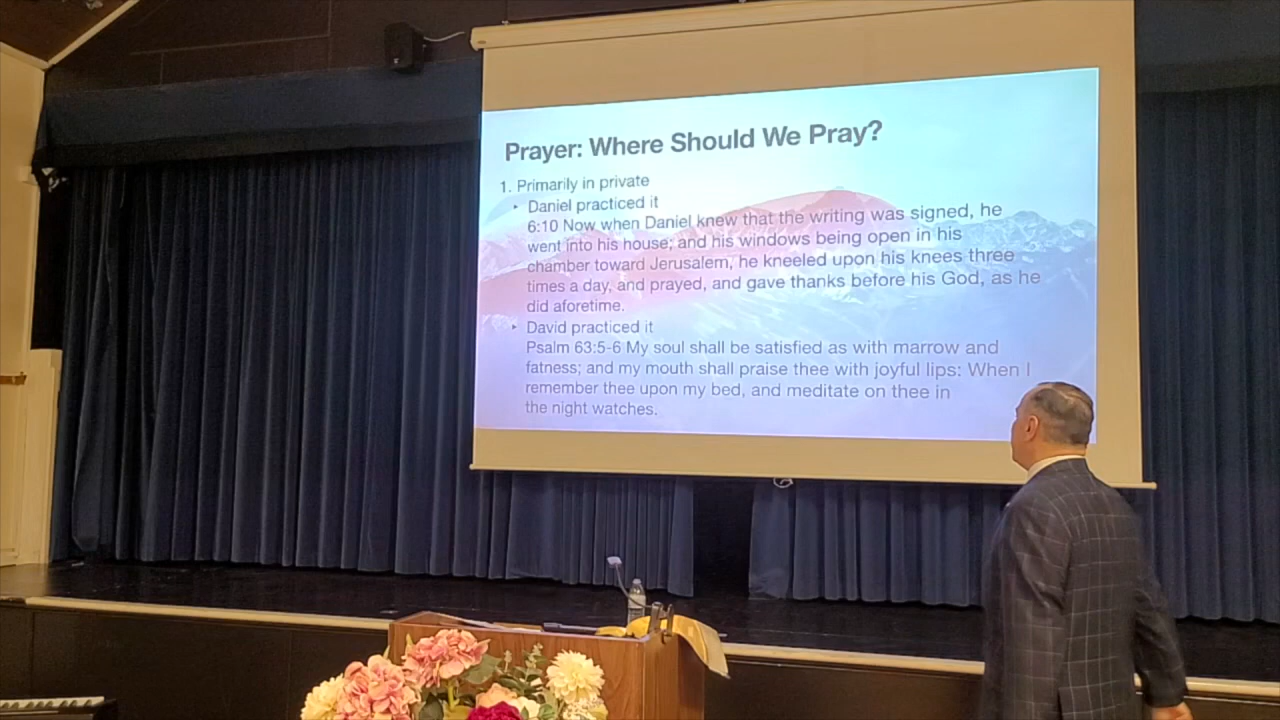 Prayer: Where Should We Pray?
1. Primarily in private
‣ Daniel practiced it
6:10 Now when Daniel knew that the writing was signed, he
went into his house; and his windows being open in his
chamber toward Jerusalem, he kneeled upon his knees three
times a day, and prayed, and gave thanks before his God, as he
did aforetime.
‣ David practiced it
Psalm 63:5-6 My soul shall be satisfied as with marrow and
fatness; and my mouth shall praise thee with joyful lips: When I
remember thee upon my bed, and meditate on thee in
the night watches.